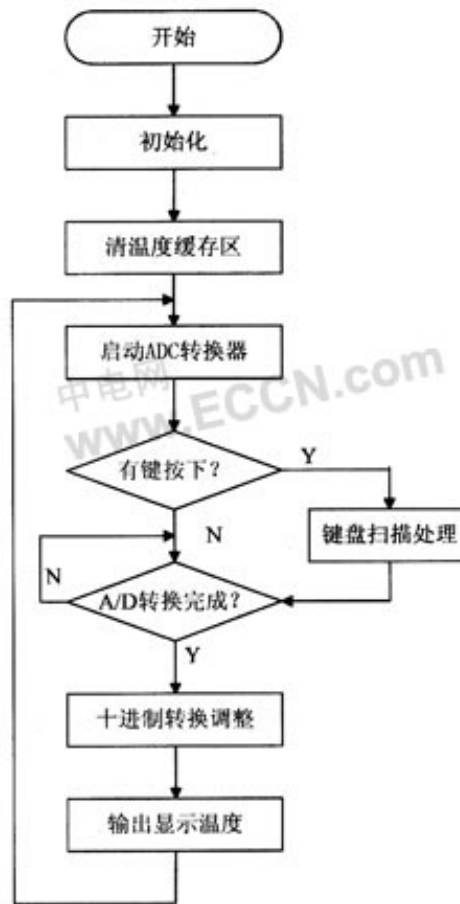 开始
初始化
清温度缓存区
启动ADC转换器
中电网
www.ECCN.com
有键按下？
Y
N
键盘扫描处理
N
A/D转换完成？
Y
十进制转换调整
输出显示温度